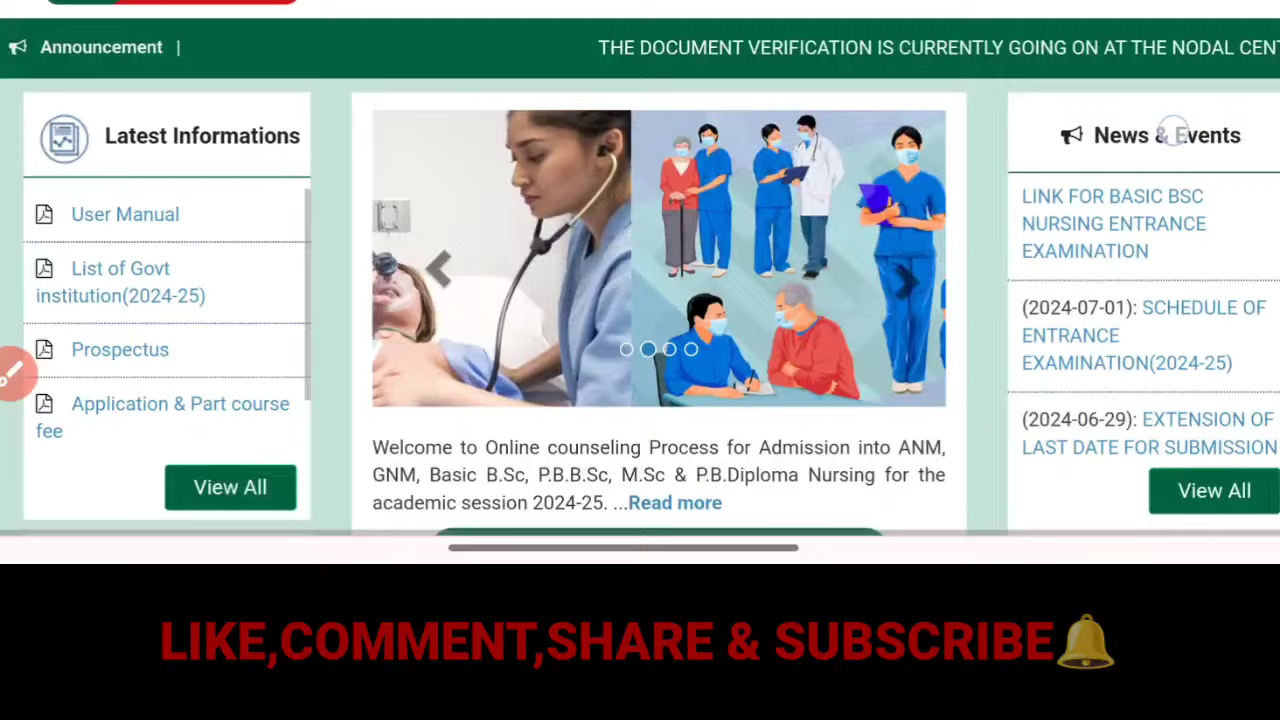 Announcement |
THE DOCUMENT VERIFICATION IS CURRENTLY GOING ON AT THE NODAL
Latest Informations
User Manual
List of Govt
institution(2024-25)
Prospectus
Application & Part course
fee
View All
Welcome to Online counseling Process for Admission into ANM,
GNM, Basic B.Sc, P.B.B.Sc, M.Sc & P.B.Diploma Nursing for the
academic session 2024-25. ...Read more
News & Events
LINK FOR BASIC BSC
NURSING ENTRANCE
EXAMINATION
(2024-07-01): SCHEDULE OF
ENTRANCE
EXAMINATION(2024-25)
(2024-06-29): EXTENSION OF
LAST DATE FOR SUBMISSION
View All
LIKE,COMMENT,SHARE & SUBSCRIBE🔔